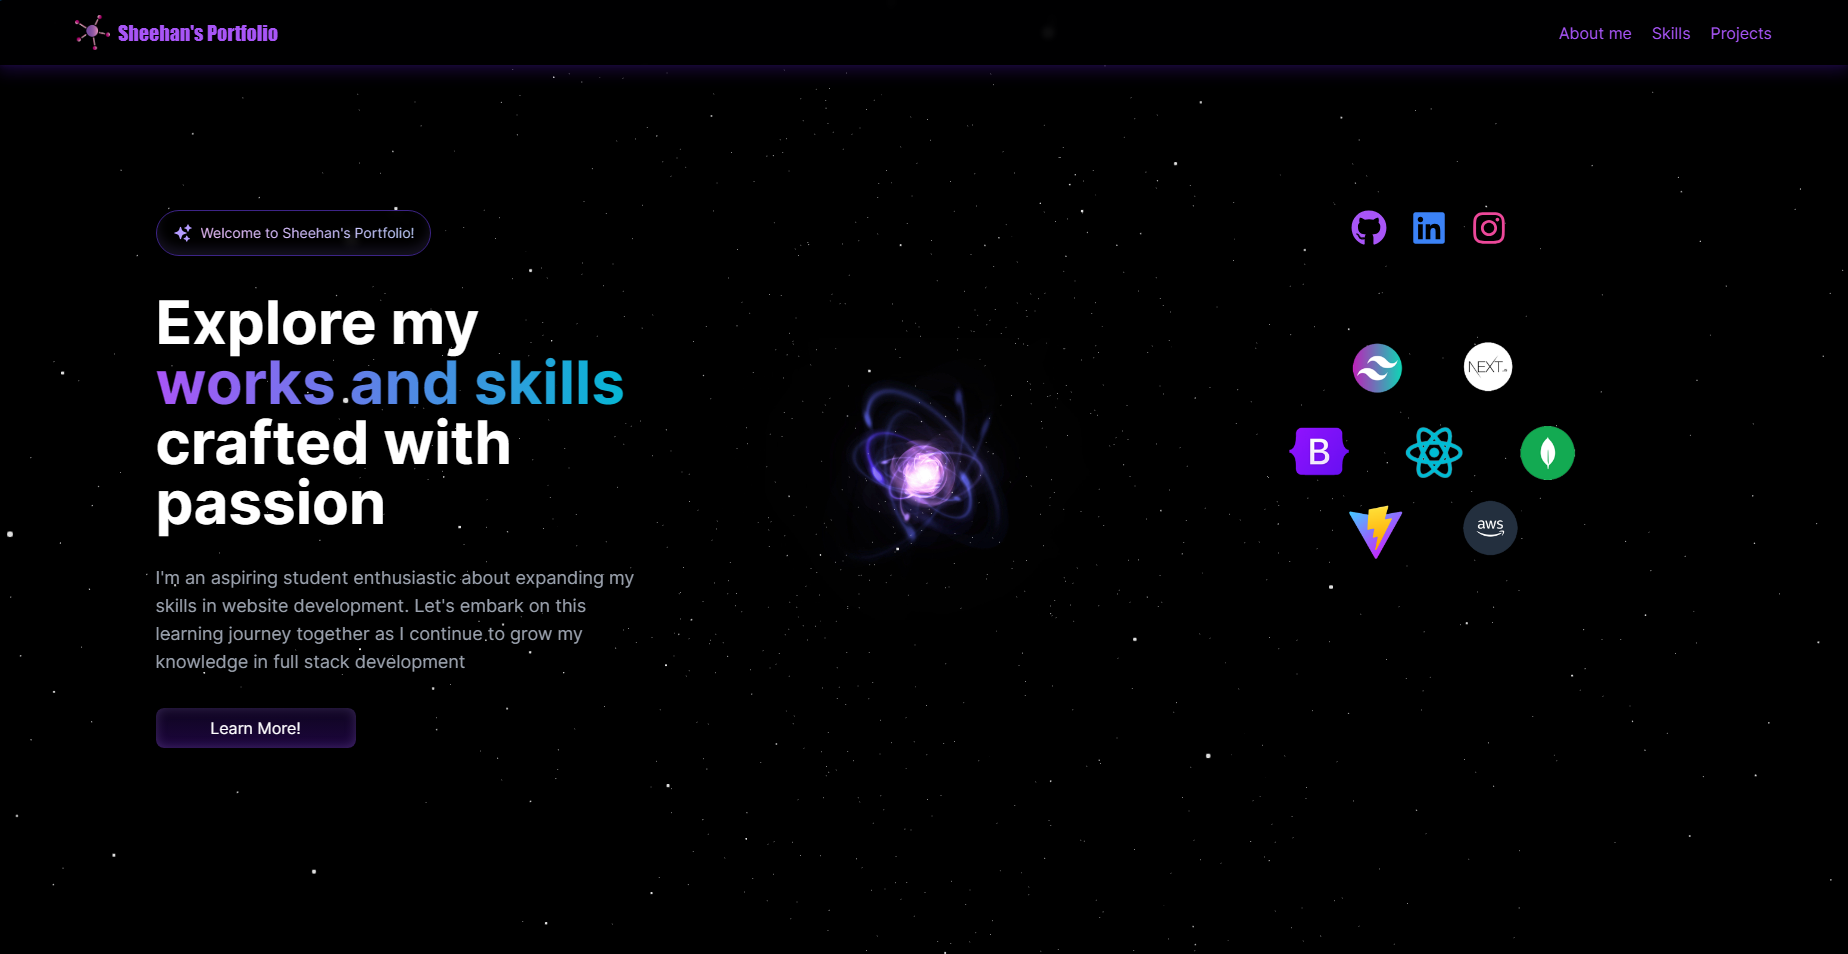 Sheehan's Portfolio
About me
Skills
Projects
Welcome to Sheehan's Portfolio!
Explore my
works and skills
crafted with
passion
I'm an aspiring student enthusiastic about expanding my
skills in website development. Let's embark on this
learning journey together as I continue to grow my
knowledge in full stack development
Learn More!
in
NEXT.JS
B
aws